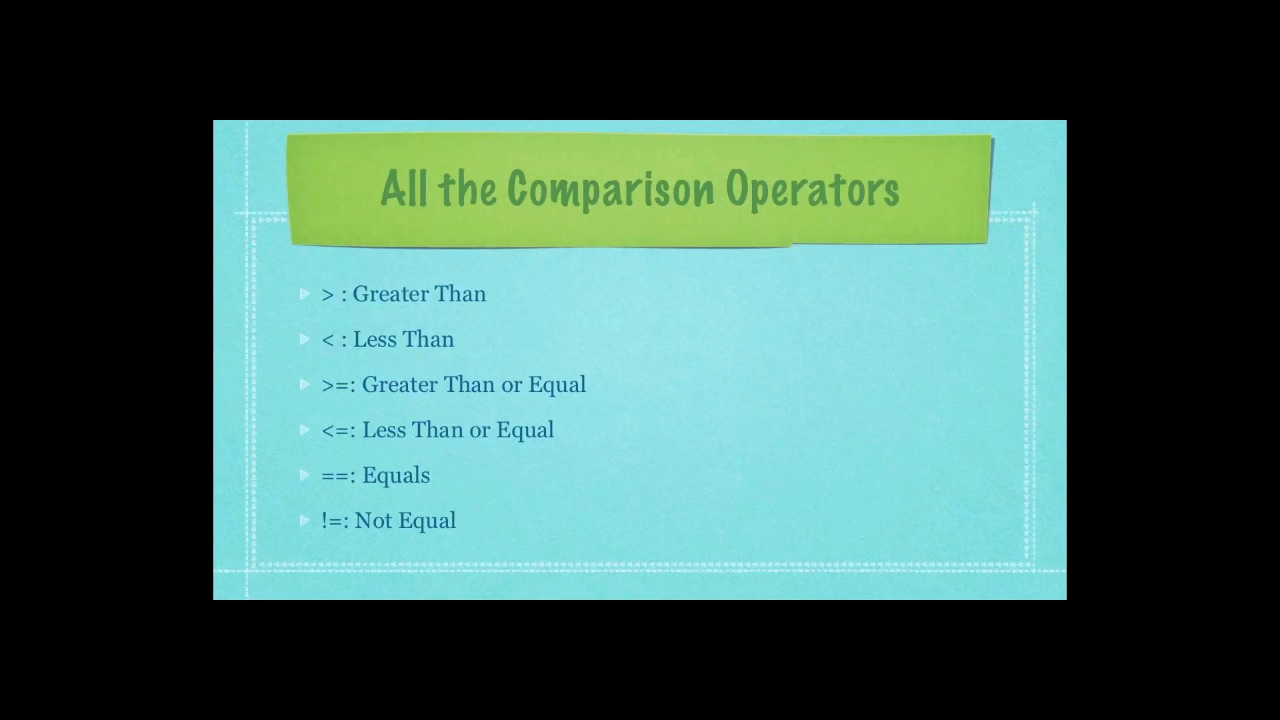 All the Comparison Operators
> : Greater Than
< : Less Than
>=: Greater Than or Equal
<=: Less Than or Equal
==: Equals
!=: Not Equal